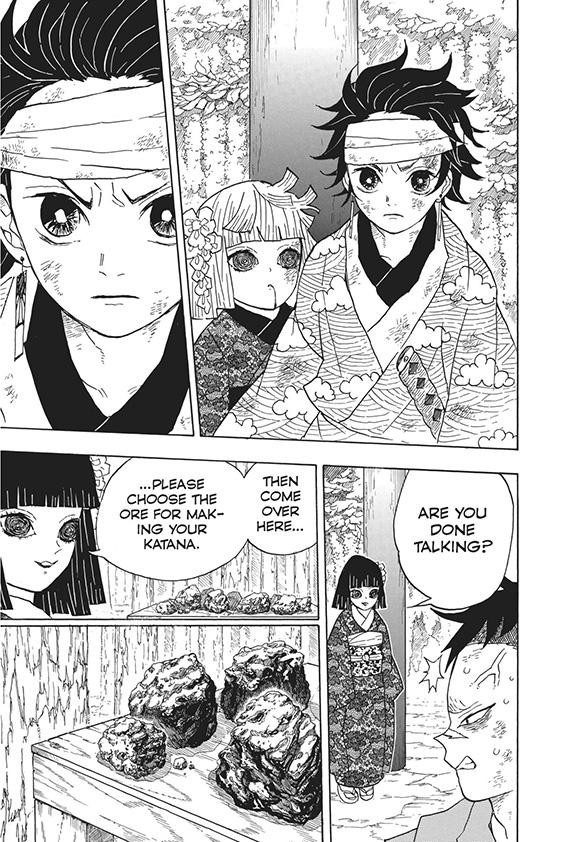 ARE YOU
DONE
TALKING?
THEN
COME
OVER
HERE...
...PLEASE
CHOOSE THE
ORE FOR MAK-
ING YOUR
KATANA.